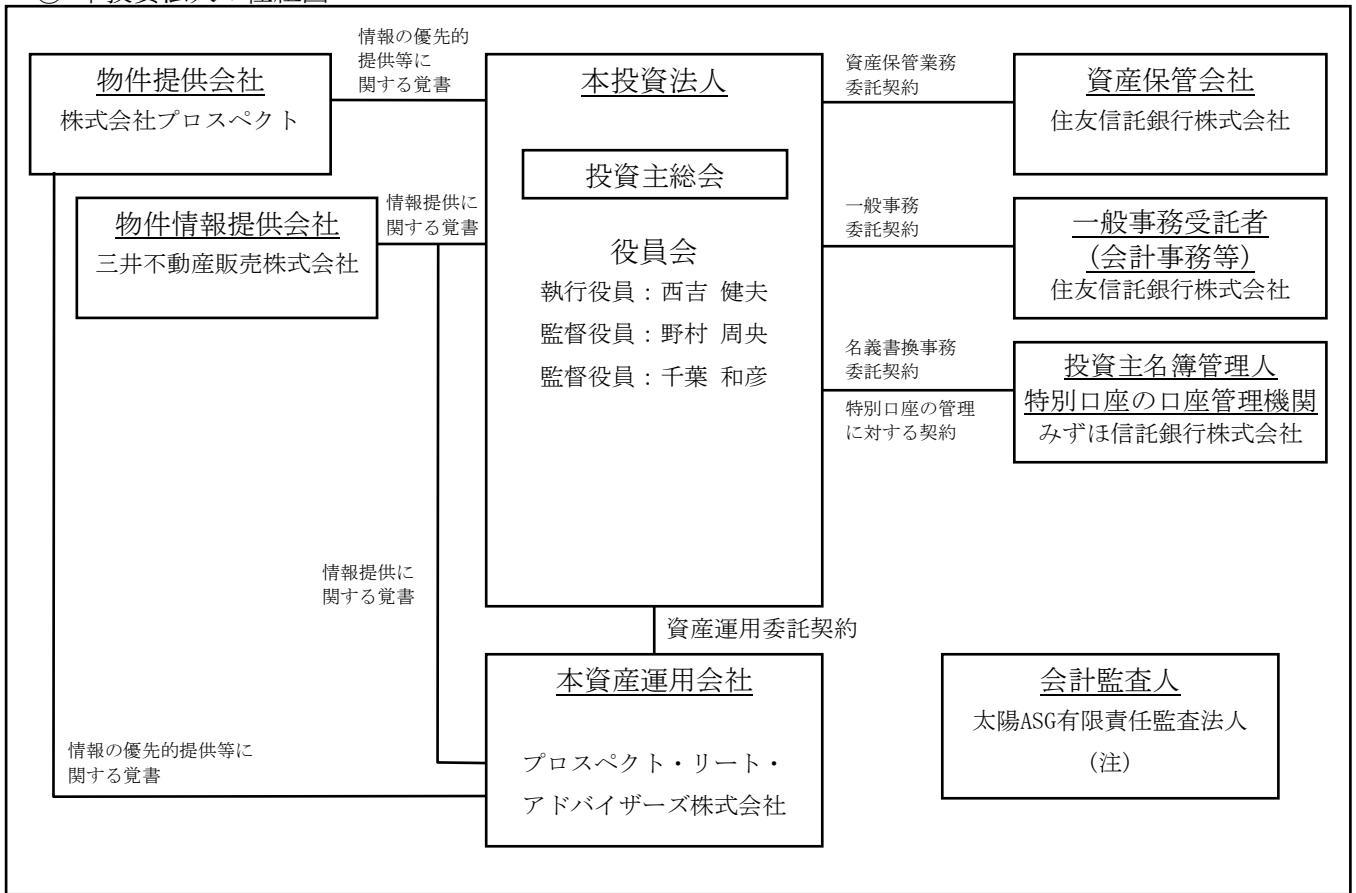 情報の優先的
提供等に
関する覚書
物件提供会社
株式会社プロスペクト
情報提供に
関する覚書
物件情報提供会社
三井不動産販売株式会社
本投資法人
投資主総会
役員会
執行役員：西吉 健夫
監督役員：野村 周央
監督役員：千葉 和彦
資産保管業務
委託契約
資産保管会社
住友信託銀行株式会社
一般事務
委託契約
一般事務受託者
(会計事務等)
住友信託銀行株式会社
名義書換事務
委託契約
特別口座の管理
に対する契約
投資主名簿管理人
特別口座の口座管理機関
みずほ信託銀行株式会社
情報提供に
関する覚書
資産運用委託契約
情報の優先的提供等に
関する覚書
本資産運用会社
プロスペクト・リート・
アドバイザーズ株式会社
会計監査人
太陽ASG有限責任監査法人
(注)